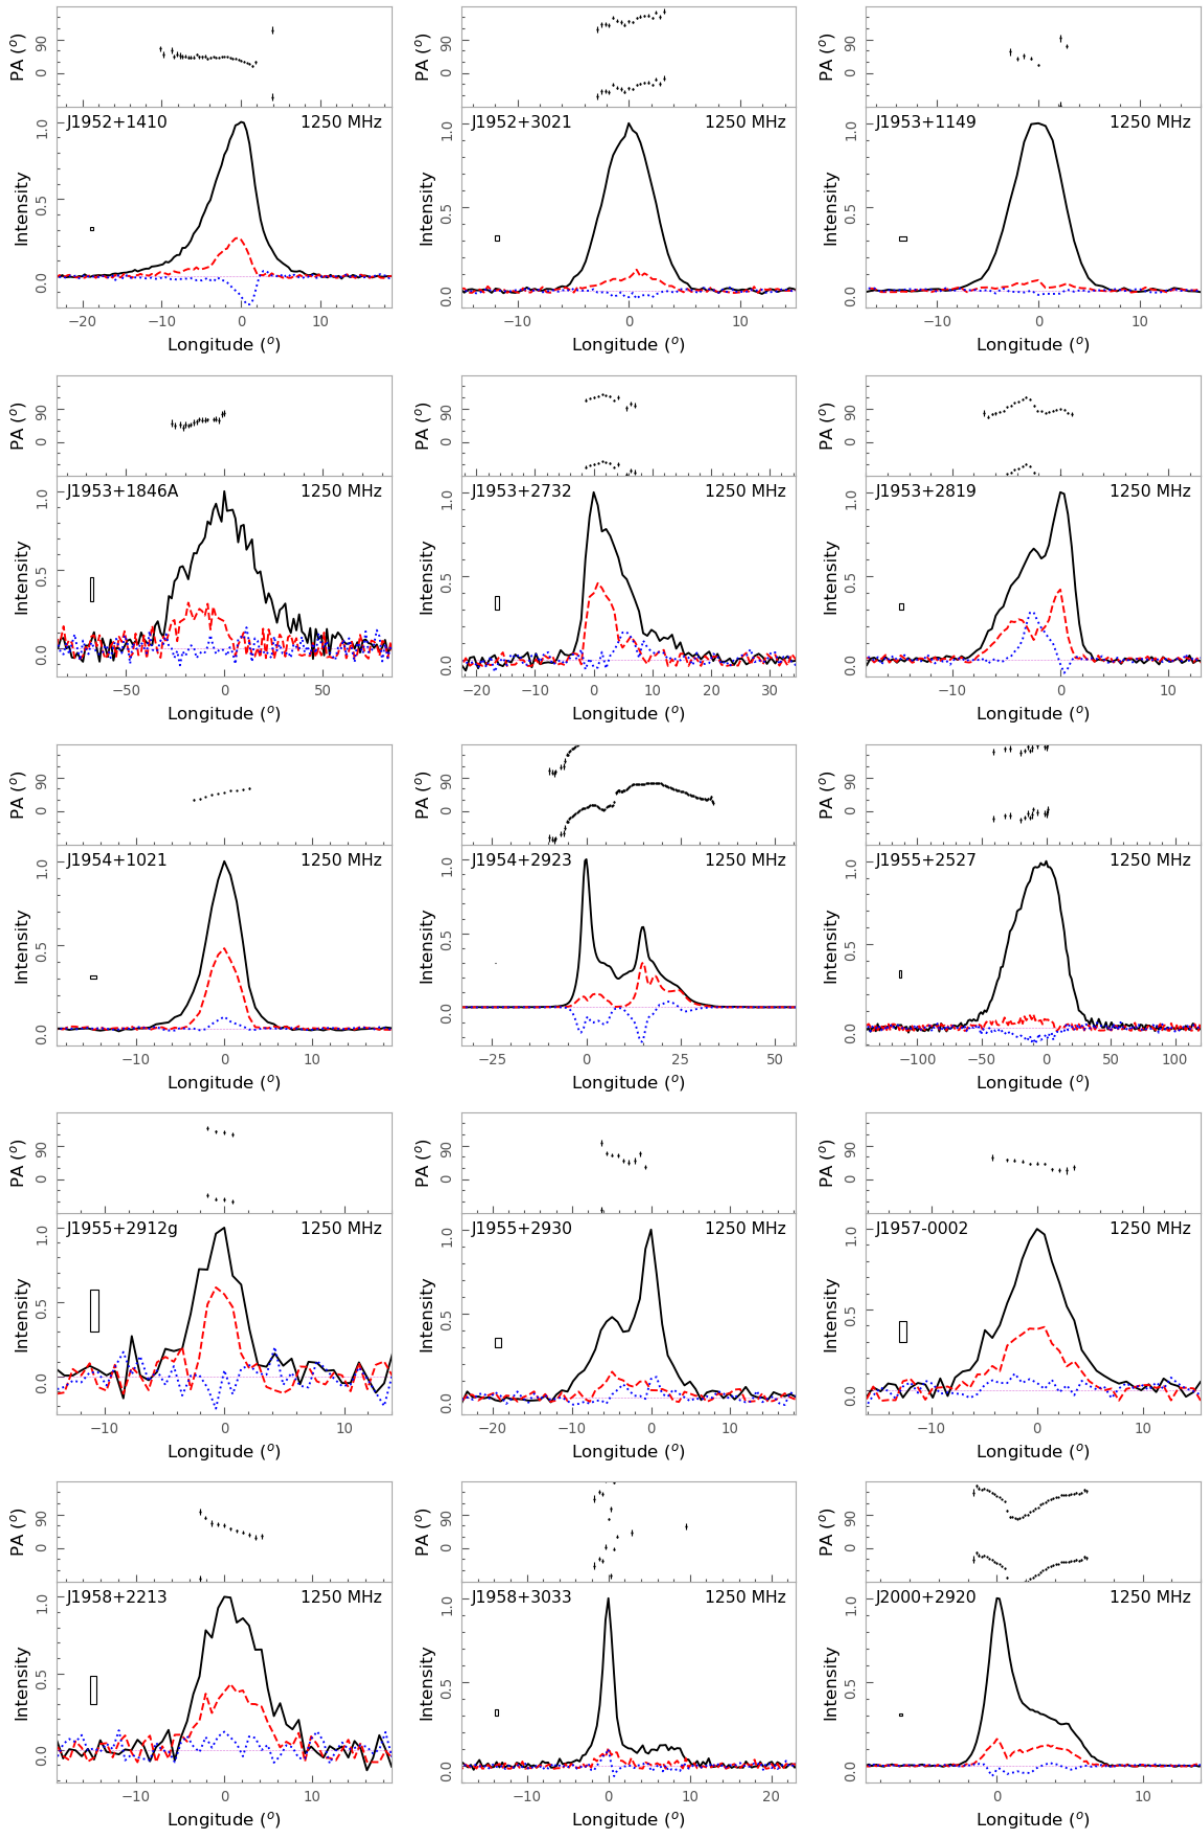 PA (°) 90 0
PA (°) 90 0
PA (°) 90 0
J1952+1410 1250 MHz
J1952+3021 1250 MHz
J1953+1149 1250 MHz
Intensity 1.0 0.5 0.0
Intensity 1.0 0.5 0.0
Intensity 1.0 0.5 0.0
−20 −10 0 10
−10 0 10
−10 0 10
Longitude (°)
Longitude (°)
Longitude (°)
PA (°) 90 0
PA (°) 90 0
PA (°) 90 0
J1953+1846A 1250 MHz
J1953+2732 1250 MHz
J1953+2819 1250 MHz
Intensity 1.0 0.5 0.0
Intensity 1.0 0.5 0.0
Intensity 1.0 0.5 0.0
−50 0 50
−20 −10 0 10 20 30
−10 0 10
Longitude (°)
Longitude (°)
Longitude (°)
PA (°) 90 0
PA (°) 90 0
PA (°) 90 0
J1954+1021 1250 MHz
J1954+2923 1250 MHz
J1955+2527 1250 MHz
Intensity 1.0 0.5 0.0
Intensity 1.0 0.5 0.0
Intensity 1.0 0.5 0.0
−10 0 10
−25 0 25 50
−100 −50 0 50 100
Longitude (°)
Longitude (°)
Longitude (°)
PA (°) 90 0
PA (°) 90 0
PA (°) 90 0
J1955+2912g 1250 MHz
J1955+2930 1250 MHz
J1957-0002 1250 MHz
Intensity 1.0 0.5 0.0
Intensity 1.0 0.5 0.0
Intensity 1.0 0.5 0.0
−10 0 10
−20 −10 0 10
−10 0 10
Longitude (°)
Longitude (°)
Longitude (°)
PA (°) 90 0
PA (°) 90 0
PA (°) 90 0
J1958+2213 1250 MHz
J1958+3033 1250 MHz
J2000+2920 1250 MHz
Intensity 1.0 0.5 0.0
Intensity 1.0 0.5 0.0
Intensity 1.0 0.5 0.0
−10 0 10
−10 0 10 20
0 10
Longitude (°)
Longitude (°)
Longitude (°)